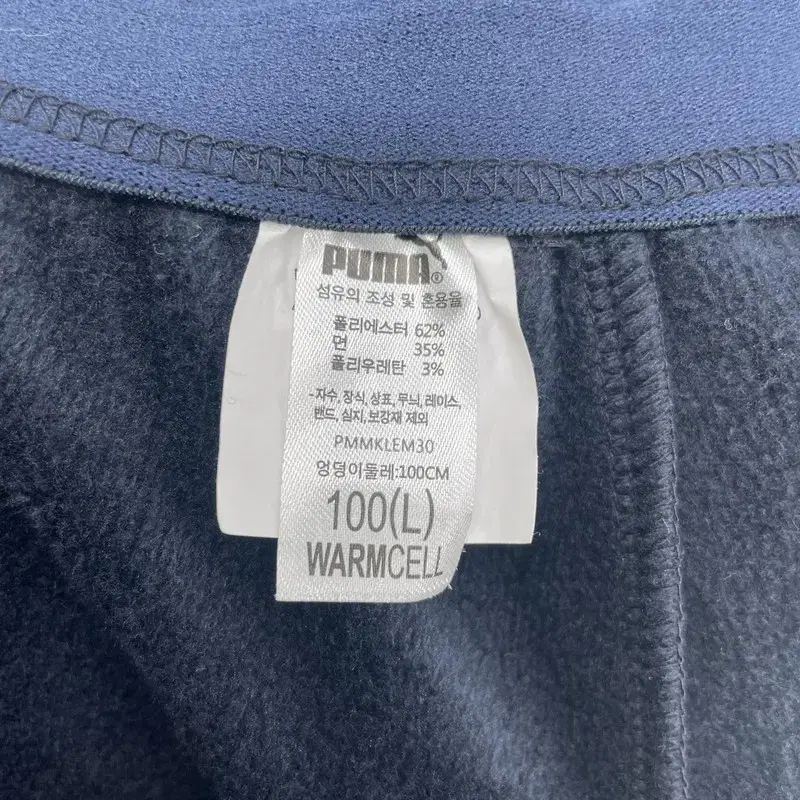 PUMA®
섬유의 조성 및 혼용율
폴리에스터 62%
면 35%
폴리우레탄 3%
- 자수, 장식, 상표, 무늬, 레이스,
밴드, 심지, 보강재 제외
PMMKLEM30
엉덩이둘레:100CM
100(L)
WARMCELL